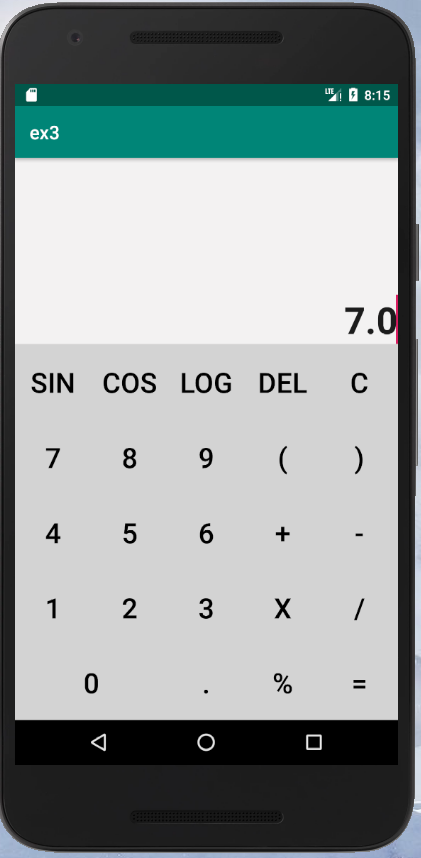 LTE 8:15
ex3
7.0
SIN COS LOG DEL C
7 8 9 ( )
4 5 6 + -
1 2 3 X /
0 . % =